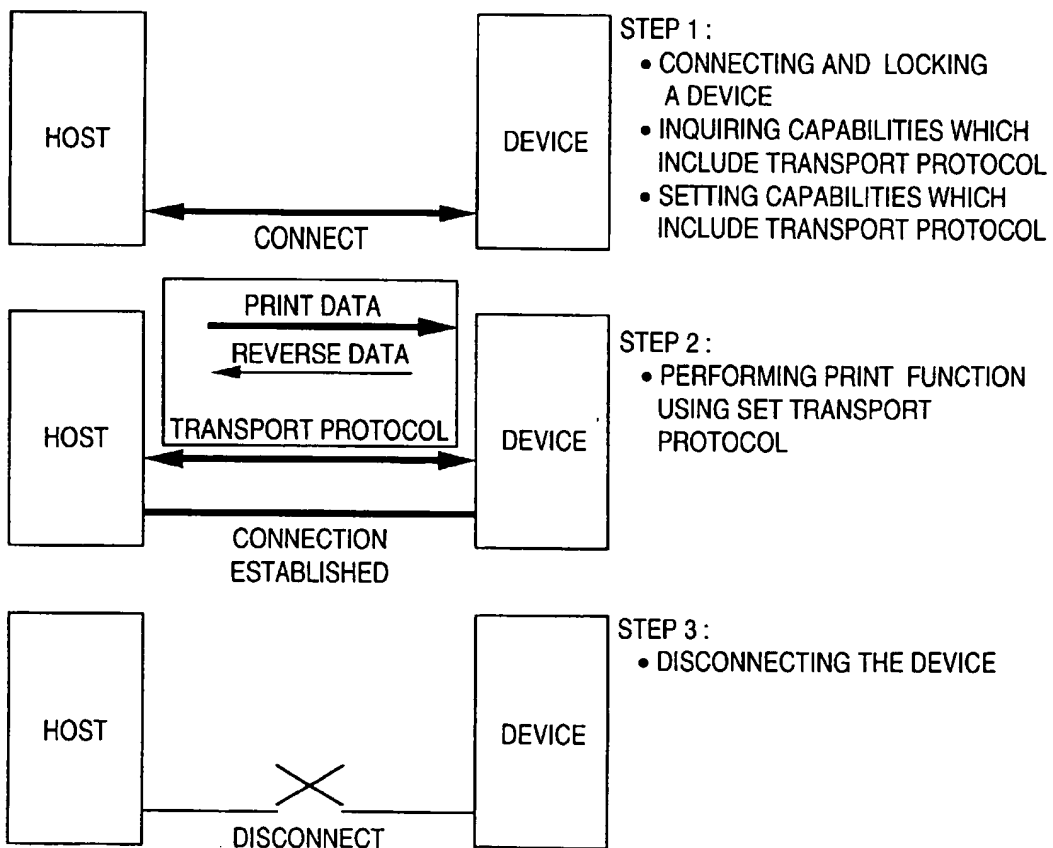 HOST
DEVICE
CONNECT
STEP 1 :
• CONNECTING AND LOCKING
A DEVICE
• INQUIRING CAPABILITIES WHICH
INCLUDE TRANSPORT PROTOCOL
• SETTING CAPABILITIES WHICH
INCLUDE TRANSPORT PROTOCOL
HOST
PRINT DATA
REVERSE DATA
TRANSPORT PROTOCOL
DEVICE
CONNECTION
ESTABLISHED
STEP 2 :
• PERFORMING PRINT FUNCTION
USING SET TRANSPORT
PROTOCOL
HOST
DEVICE
DISCONNECT
STEP 3 :
• DISCONNECTING THE DEVICE